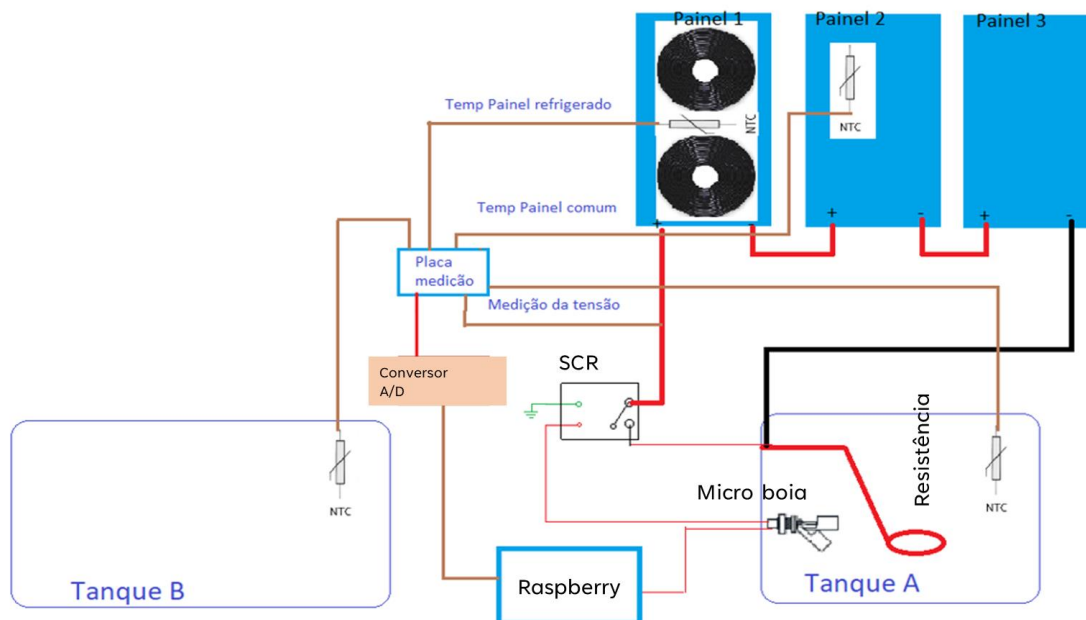 Painel 1
Painel 2
Painel 3
+
-
+
-
+
-
NTC
NTC
Temp Painel refrigerado
Temp Painel comum
Placa
medição
Medição da tensão
SCR
Conversor
A/D
Resistência
Micro boia
NTC
NTC
Raspberry
Tanque B
Tanque A